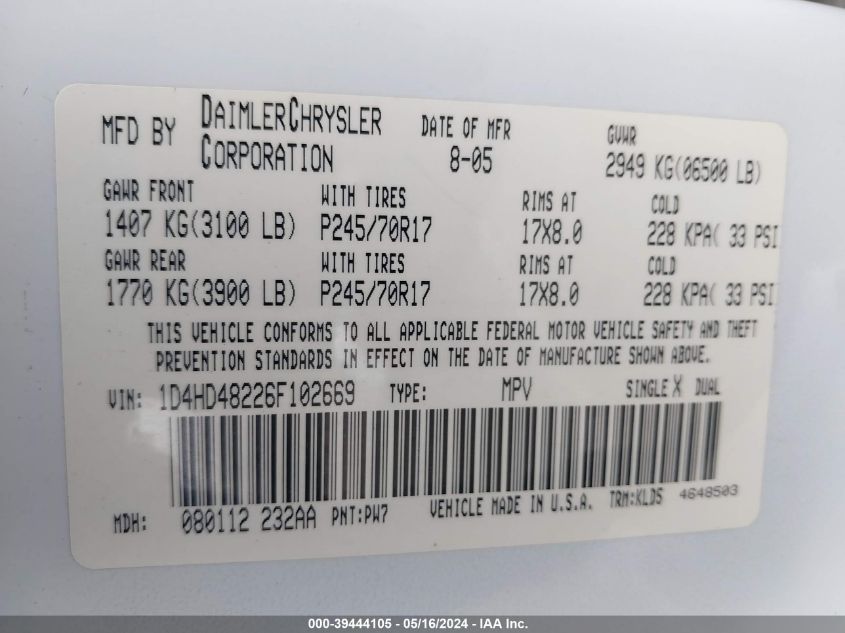 MFD BY DAIMLERCHRYSLER CORPORATION DATE OF MFR 8-05 GVWR 2949 KG(06500 LB)
GAWR FRONT WITH TIRES RIMS AT COLD
1407 KG(3100 LB) P245/70R17 17X8.0 228 KPA( 33 PSI
GAWR REAR WITH TIRES RIMS AT COLD
1770 KG(3900 LB) P245/70R17 17X8.0 228 KPA( 33 PSI
THIS VEHICLE CONFORMS TO ALL APPLICABLE FEDERAL MOTOR VEHICLE SAFETY AND THEFT
PREVENTION STANDARDS IN EFFECT ON THE DATE OF MANUFACTURE SHOWN ABOVE.
VIN: 1D4HD48226F102669 TYPE: MPV SINGLE X DUAL
MDH: 080112 232AA PNT:PW7 VEHICLE MADE IN U.S.A. TRM:KLD5 4648503
000-39444105 - 05/16/2024 - IAA Inc.